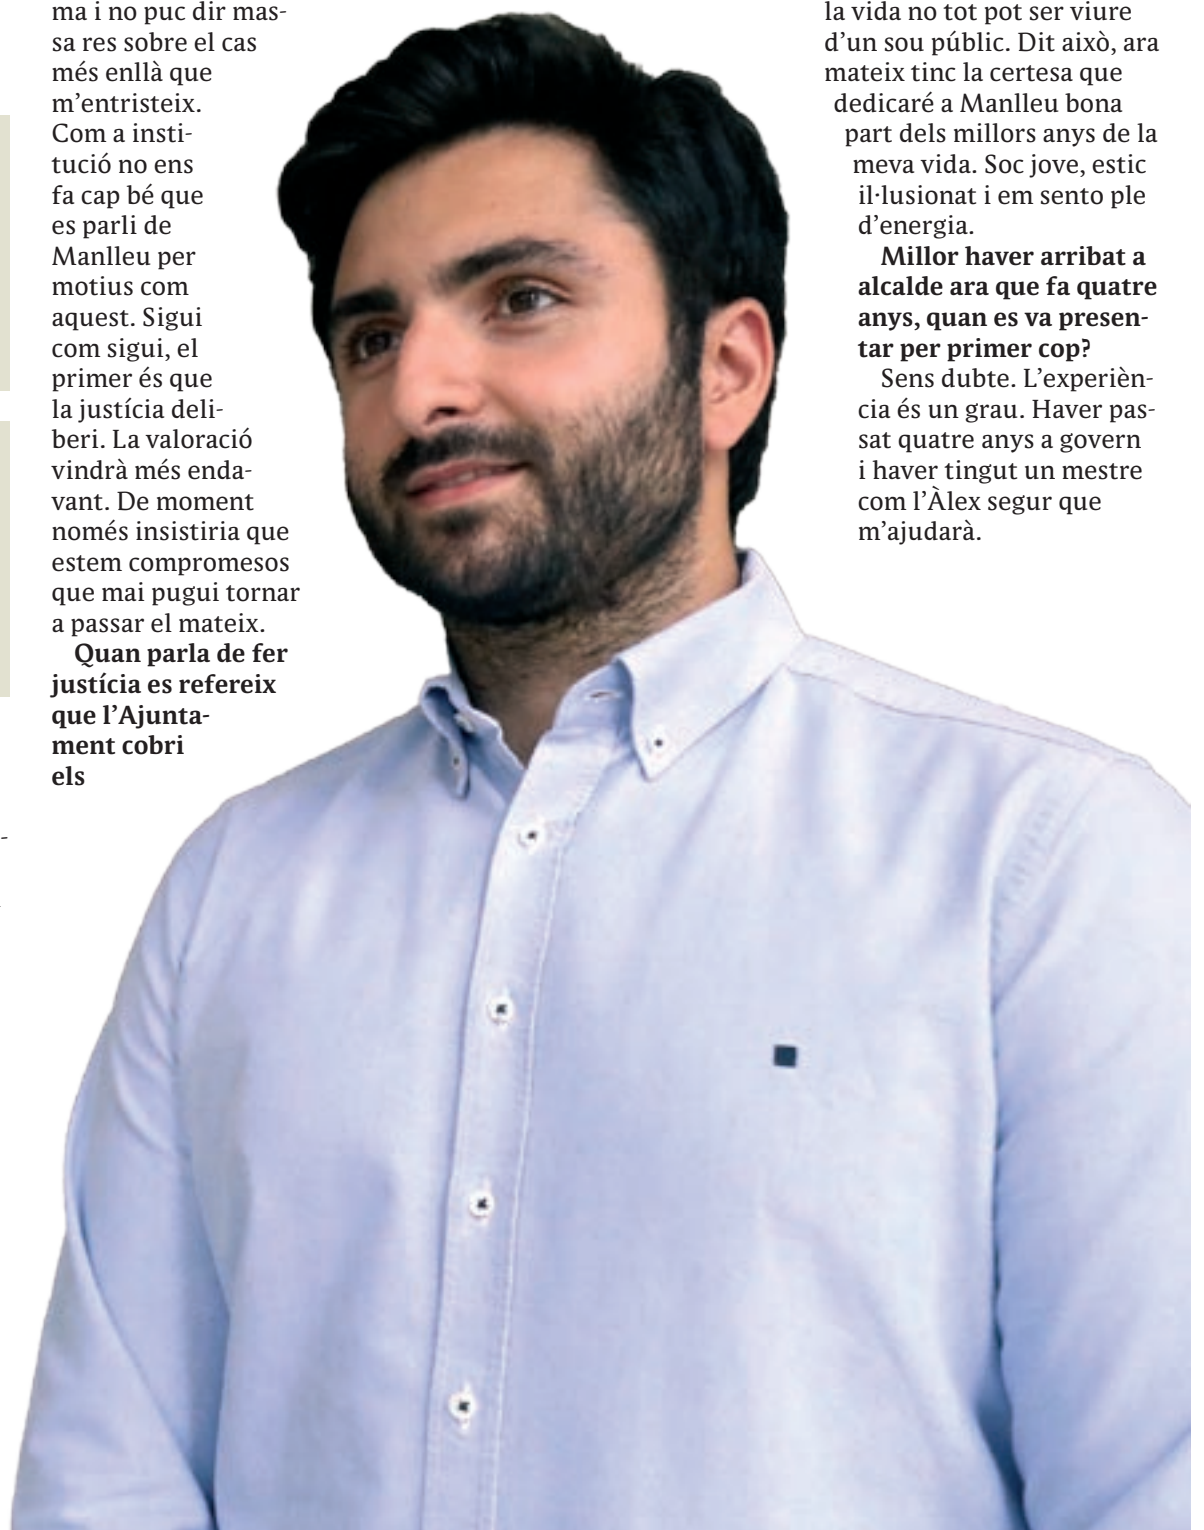 ma i no puc dir mas-
sa res sobre el cas
més enllà que
m'entristeix.
Com a insti-
tució no ens
fa cap bé que
es parli de
Manlleu per
motius com
aquest. Sigui
com sigui, el
primer és que
la justícia deli-
beri. La valoració
vindrà més enda-
vant. De moment
només insistiria que
estem compromesos
que mai pugui tornar
a passar el mateix.
Quan parla de fer
justícia es refereix
que l'Ajunta-
ment cobri
els
la vida no tot pot ser viure
d'un sou públic. Dit això, ara
mateix tinc la certesa que
dedicaré a Manlleu bona
part dels millors anys de la
meva vida. Soc jove, estic
il·lusionat i em sento ple
d'energia.
Millor haver arribat a
alcalde ara que fa quatre
anys, quan es va presen-
tar per primer cop?
Sens dubte. L'experièn-
cia és un grau. Haver pas-
sat quatre anys a govern
i haver tingut un mestre
com l'Àlex segur que
m'ajudarà.